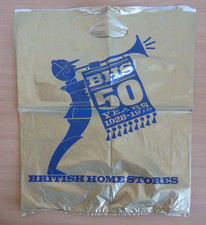 BHS
50
YEARS
1928-1978
BRITISH HOME STORES